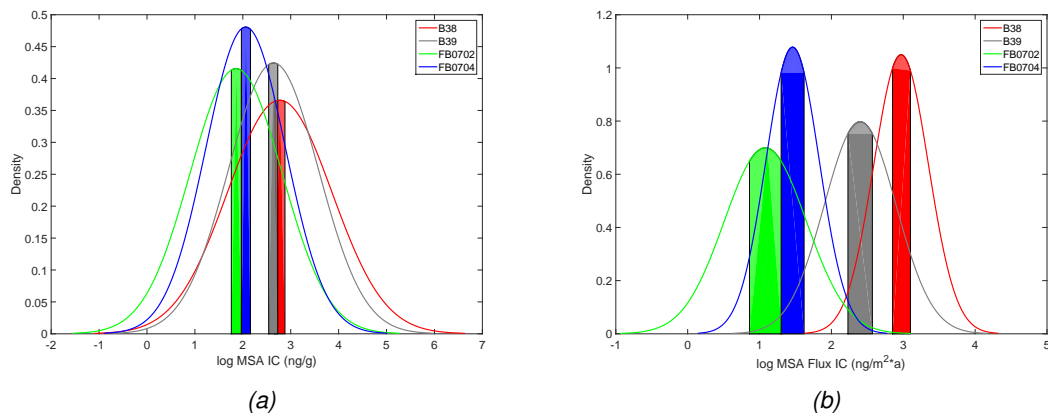 0.5
0.45
0.4
0.35
0.3
0.25
0.2
0.15
0.1
0.05
0
Density
-2 -1 0 1 2 3 4 5 6 7
log MSA IC (ng/g)
B38
B39
FB0702
FB0704
(a)
1.2
1
0.8
0.6
0.4
0.2
0
Density
-1 0 1 2 3 4 5
log MSA Flux IC (ng/m²*a)
B38
B39
FB0702
FB0704
(b)